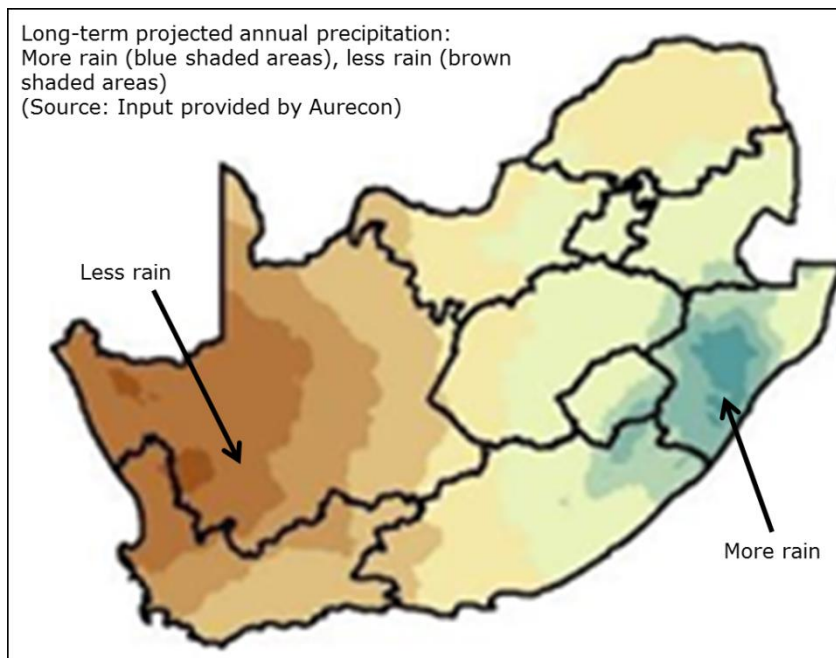 Long-term projected annual precipitation:
More rain (blue shaded areas), less rain (brown
shaded areas)
(Source: Input provided by Aurecon)
Less rain
More rain